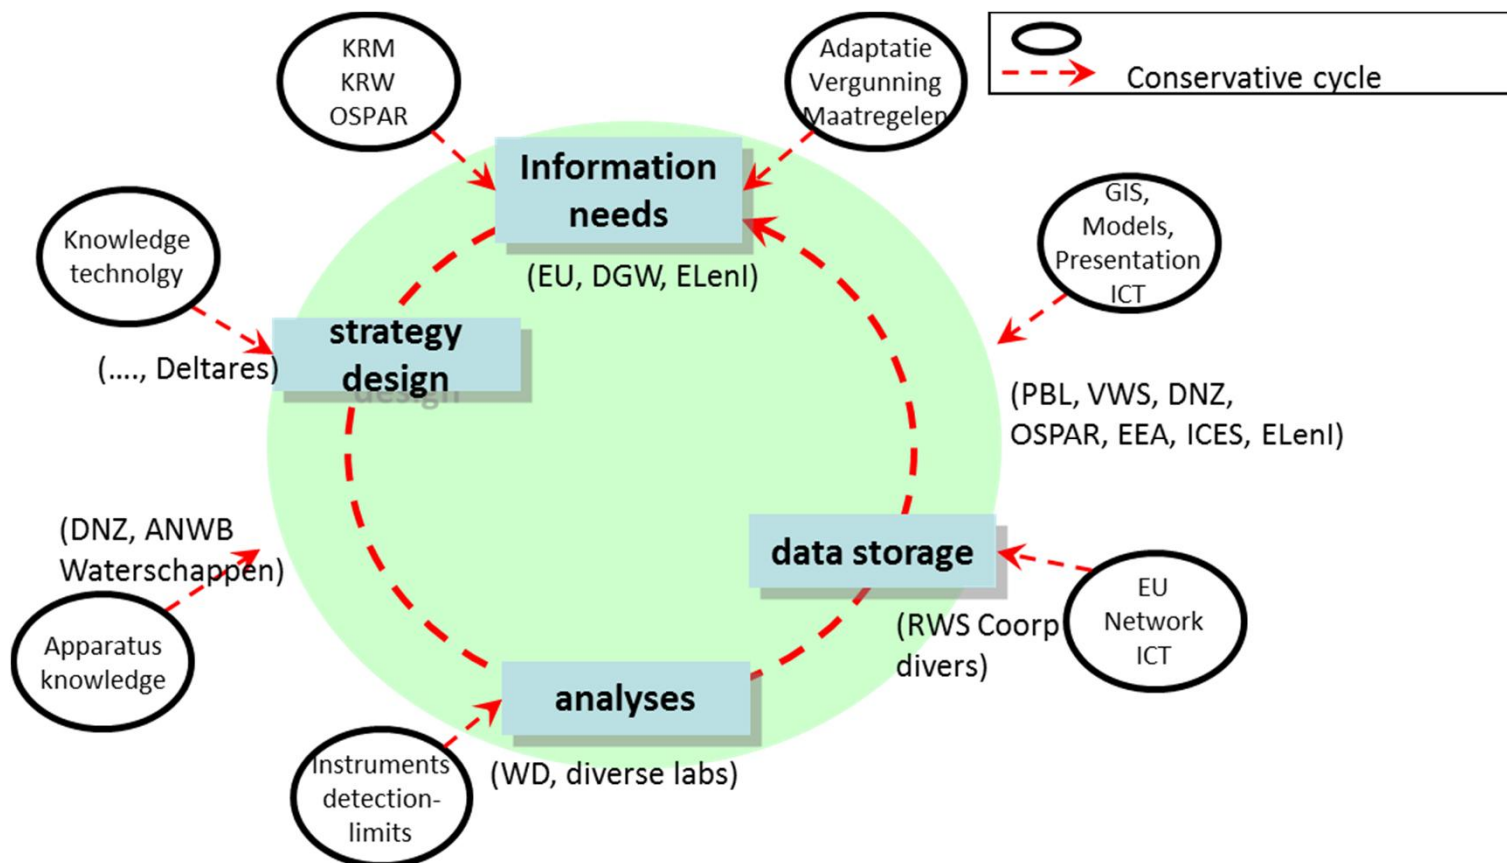 KRM
KRW
OSPAR
Adaptatie
Vergunning
Maatregelen
Conservative cycle
Information
needs
(EU, DGW, ELenI)
GIS,
Models,
Presentation
ICT
Knowledge
technolgy
strategy
design
(...., Deltares)
(PBL, VWS, DNZ,
OSPAR, EEA, ICES, ELenI)
(DNZ, ANWB
Waterschappen)
data storage
EU
Network
ICT
(RWS Coorp
divers)
Apparatus
knowledge
analyses
(WD, diverse labs)
Instruments
detection-
limits